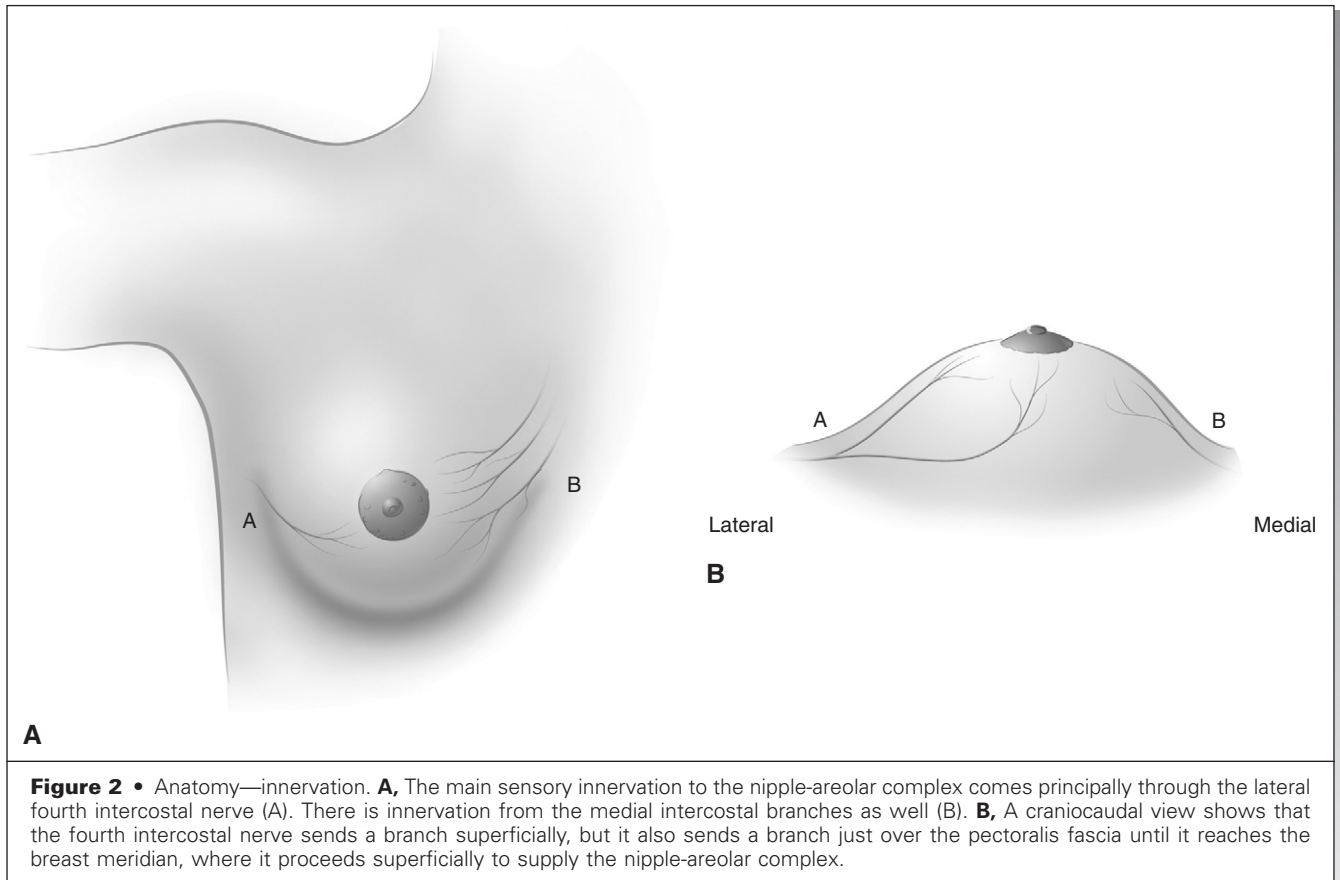 A
B
A
A
B
Lateral
Medial
B
Figure 2 • Anatomy—innervation. A, The main sensory innervation to the nipple-areolar complex comes principally through the lateral
fourth intercostal nerve (A). There is innervation from the medial intercostal branches as well (B). B, A craniocaudal view shows that
the fourth intercostal nerve sends a branch superficially, but it also sends a branch just over the pectoralis fascia until it reaches the
breast meridian, where it proceeds superficially to supply the nipple-areolar complex.